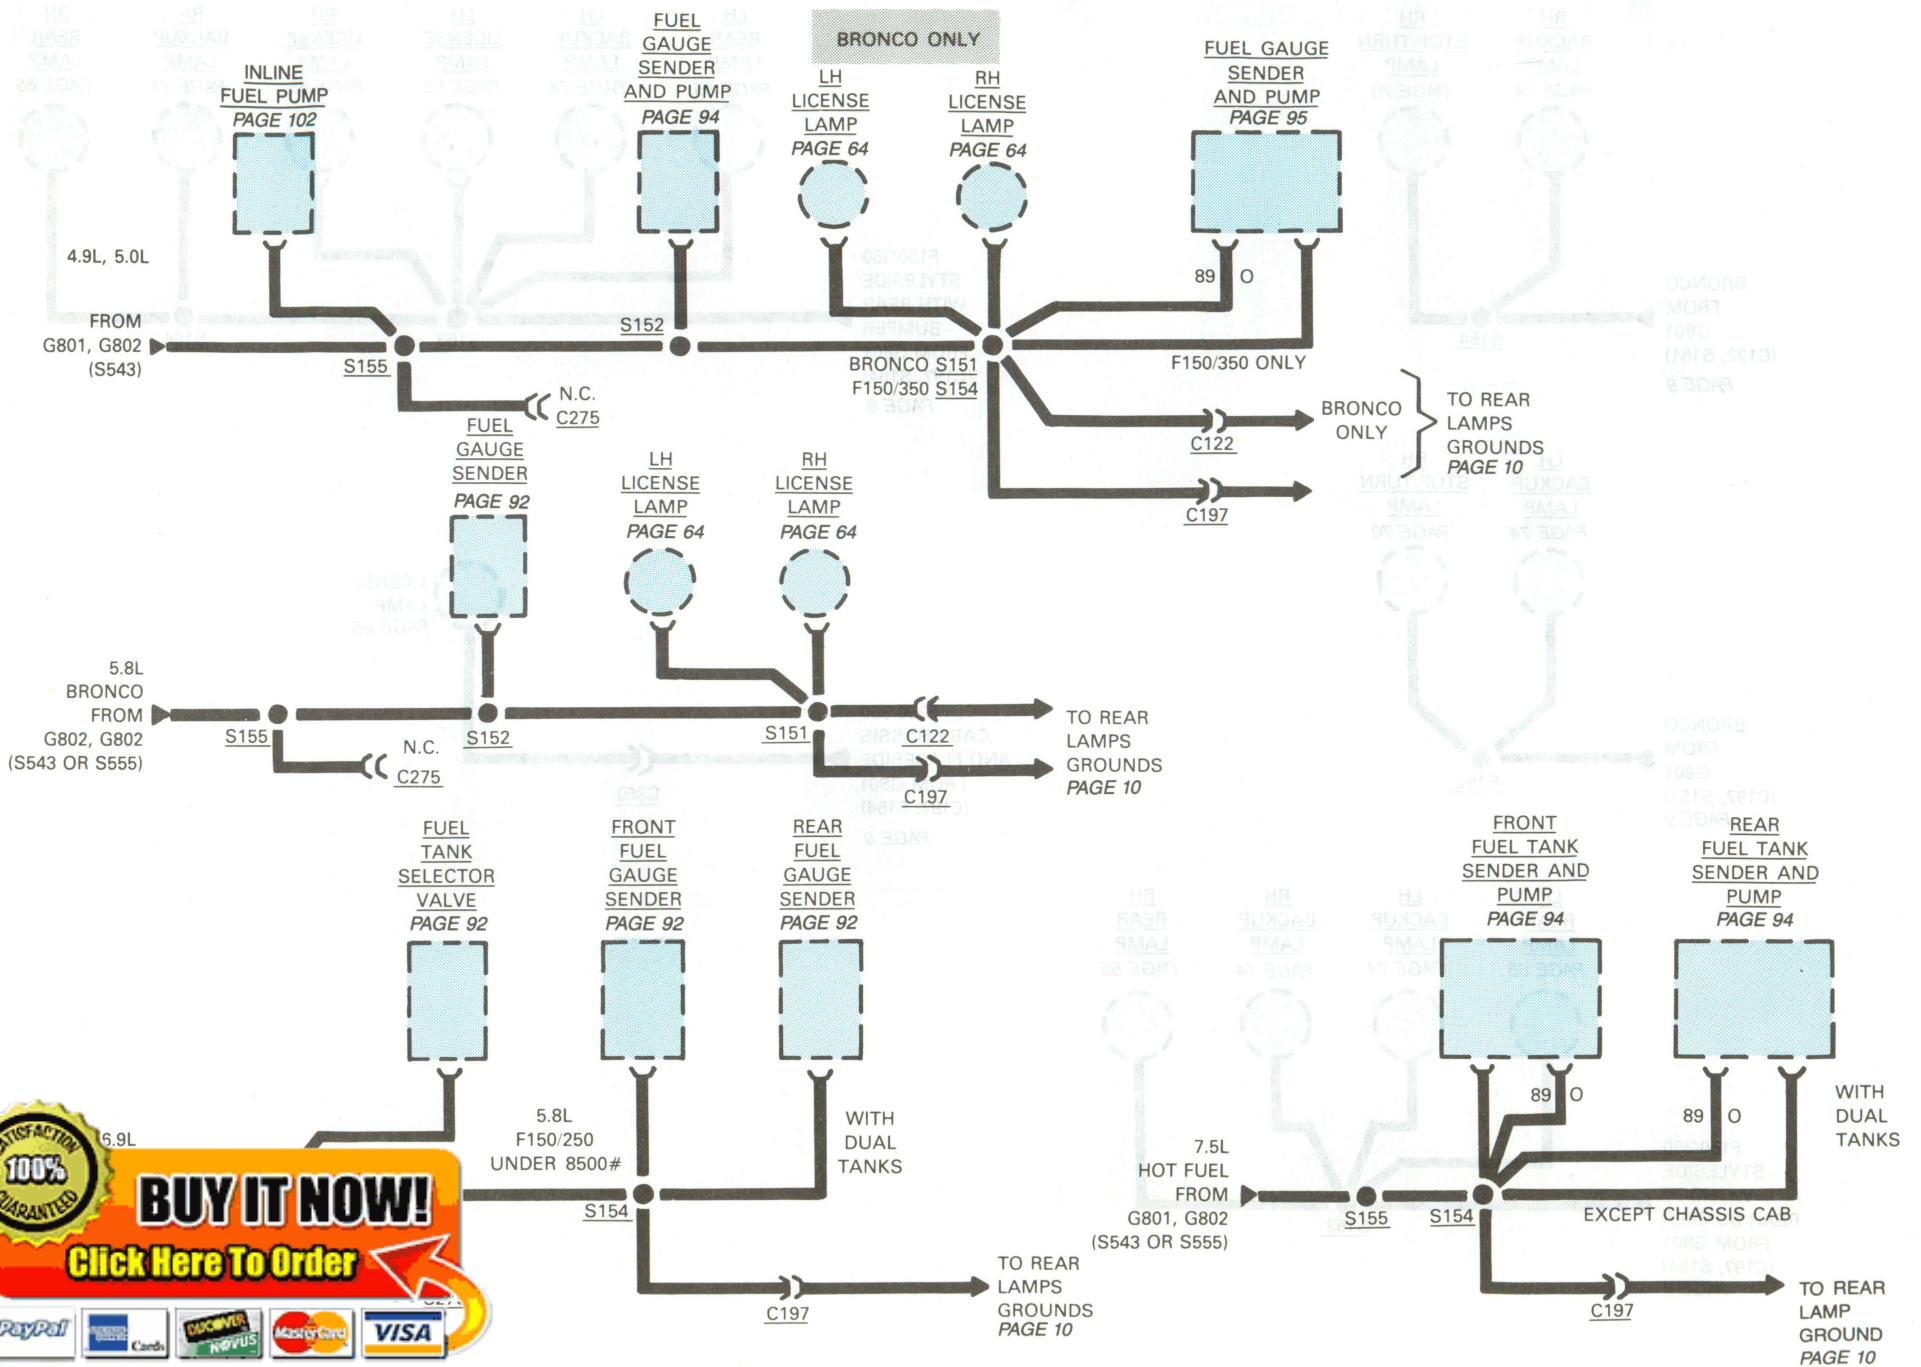 FUEL
GAUGE
SENDER
AND PUMP
PAGE 94
BRONCO ONLY
INLINE
FUEL PUMP
PAGE 102
LH
LICENSE
LAMP
PAGE 64
RH
LICENSE
LAMP
PAGE 64
FUEL GAUGE
SENDER
AND PUMP
PAGE 95
4.9L, 5.0L
89 O
FROM
G801, G802
(S543)
S155
S152
BRONCO S151
F150/350 S154
F150/350 ONLY
N.C.
C275
C122
BRONCO
ONLY
TO REAR
LAMPS
GROUNDS
PAGE 10
C197
FUEL
GAUGE
SENDER
PAGE 92
LH
LICENSE
LAMP
PAGE 64
RH
LICENSE
LAMP
PAGE 64
5.8L
BRONCO
FROM
G802, G802
(S543 OR S555)
S155
N.C.
C275
S152
S151
C122
C197
TO REAR
LAMPS
GROUNDS
PAGE 10
FUEL
TANK
SELECTOR
VALVE
PAGE 92
FRONT
FUEL
GAUGE
SENDER
PAGE 92
REAR
FUEL
GAUGE
SENDER
PAGE 92
6.9L
5.8L
F150/250
UNDER 8500#
WITH
DUAL
TANKS
S154
C197
TO REAR
LAMPS
GROUNDS
PAGE 10
FRONT
FUEL TANK
SENDER AND
PUMP
PAGE 94
REAR
FUEL TANK
SENDER AND
PUMP
PAGE 94
89 O
89 O
WITH
DUAL
TANKS
7.5L
HOT FUEL
FROM
G801, G802
(S543 OR S555)
S155
S154
EXCEPT CHASSIS CAB
C197
TO REAR
LAMP
GROUND
PAGE 10
100%
BUY IT NOW!
Click Here To Order
PayPal
Cards
DISCOVER
NOVUS
MasterCard
VISA